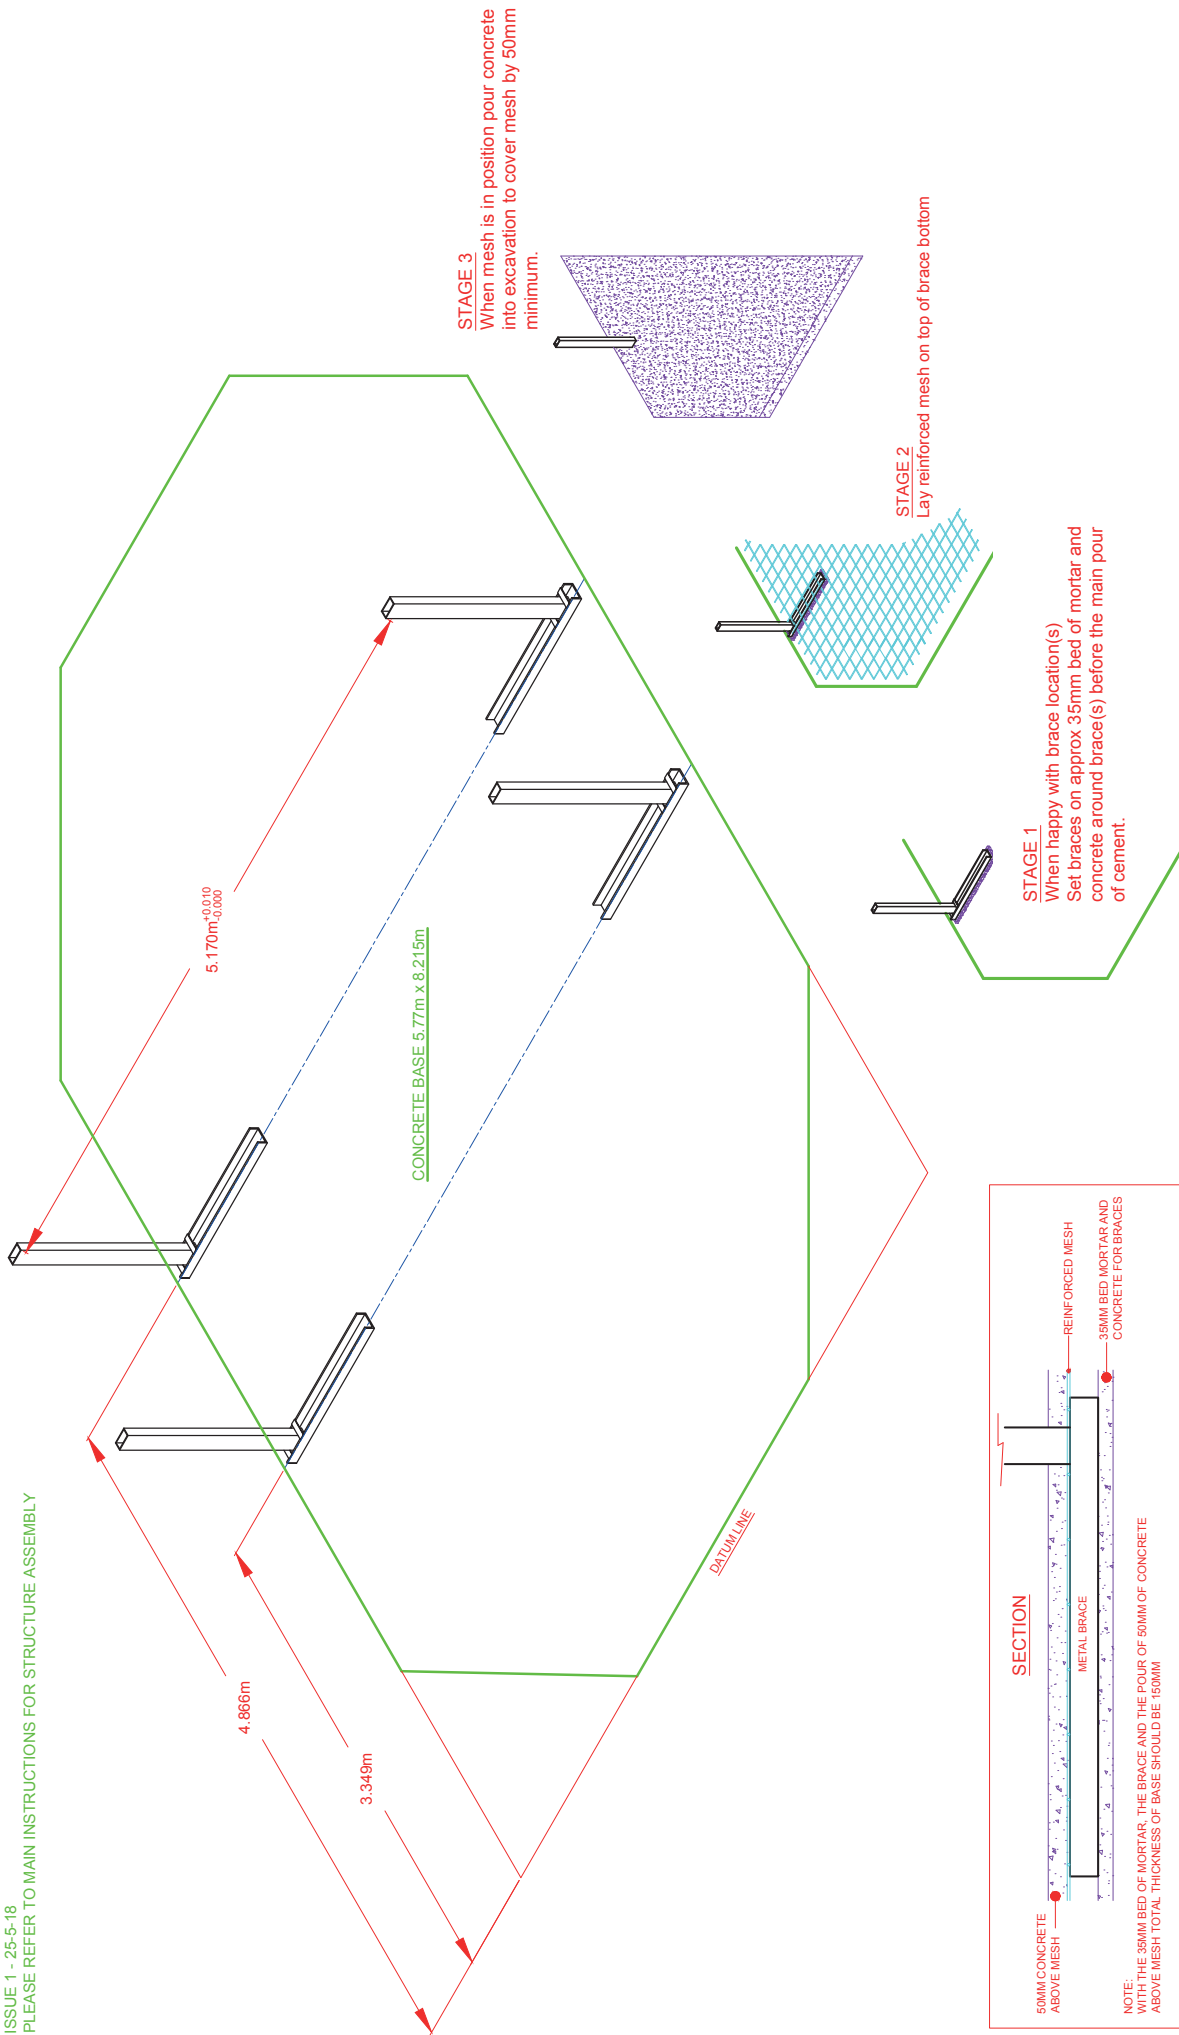 ISSUE 1 - 25-5-18
PLEASE REFER TO MAIN INSTRUCTIONS FOR STRUCTURE ASSEMBLY
5.170m +0.010
-0.000
4.866m
3.349m
CONCRETE BASE 5.77m x 8.215m
DATUM LINE
STAGE 3
When mesh is in position pour concrete
into excavation to cover mesh by 50mm
minimum.
STAGE 2
Lay reinforced mesh on top of brace bottom
STAGE 1
When happy with brace location(s)
Set braces on approx 35mm bed of mortar and
concrete around brace(s) before the main pour
of cement.
SECTION
50MM CONCRETE
ABOVE MESH
METAL BRACE
REINFORCED MESH
35MM BED MORTAR AND
CONCRETE FOR BRACES
NOTE:
WITH THE 35MM BED OF MORTAR, THE BRACE AND THE POUR OF 50MM OF CONCRETE
ABOVE MESH TOTAL THICKNESS OF BASE SHOULD BE 150MM